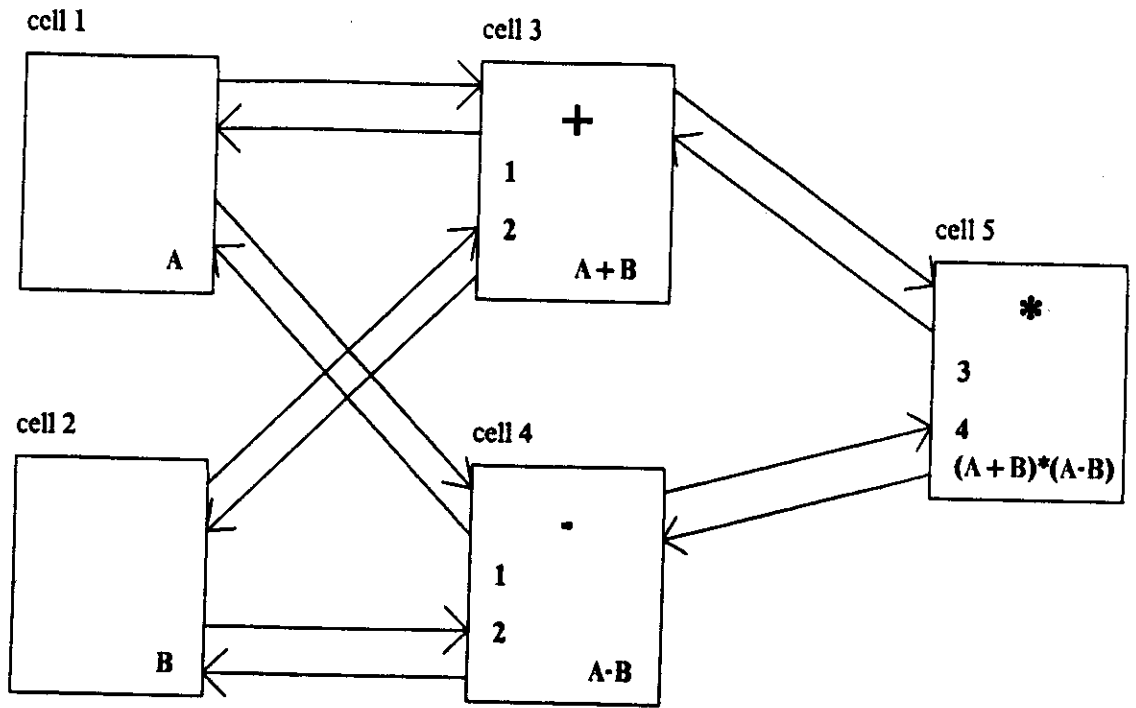 cell 1
A
cell 2
B
cell 3
+
1
2
A + B
cell 4
-
1
2
A-B
cell 5
*
3
4
(A + B)*(A-B)